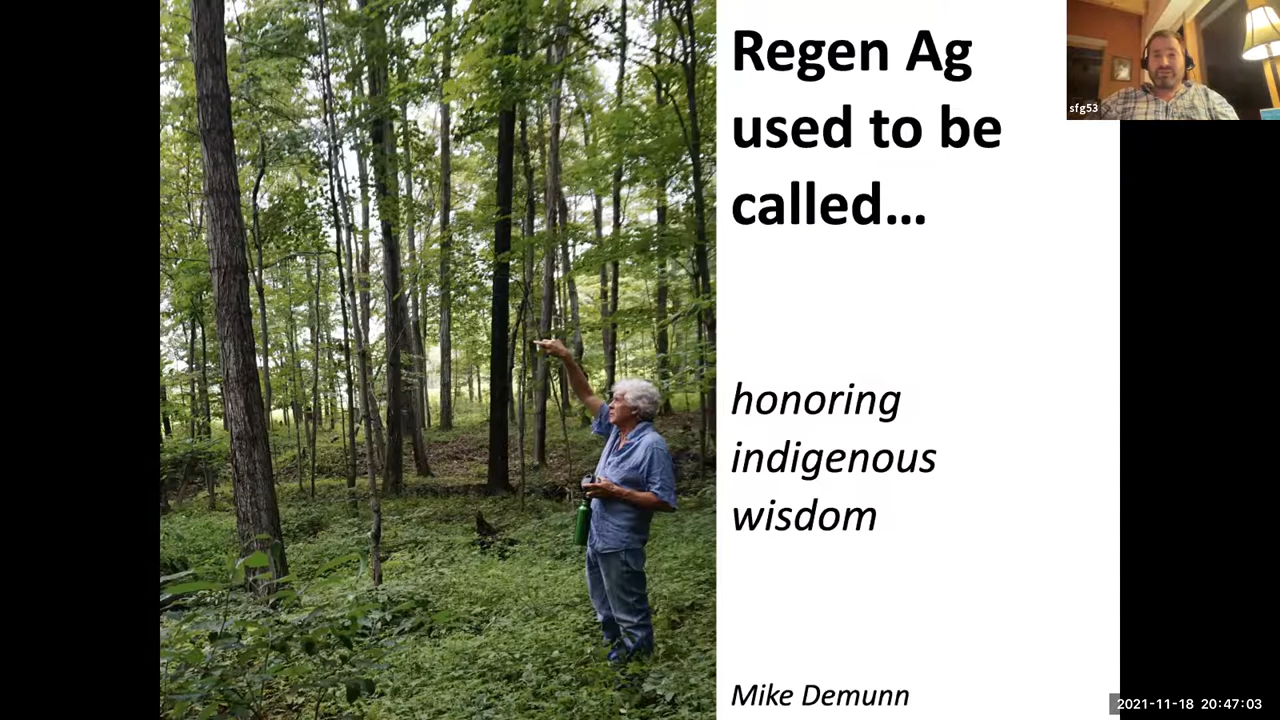 Regen Ag
used to be
called...
sfg53
honoring
indigenous
wisdom
Mike Demunn
2021-11-18 20:47:03